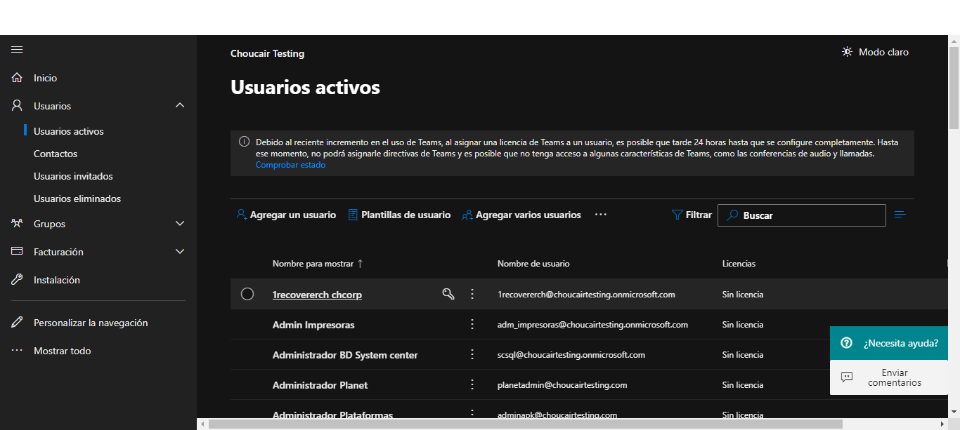 Choucair Testing
Modo claro
Inicio
Usuarios
Usuarios activos
Contactos
Usuarios invitados
Usuarios eliminados
Grupos
Facturación
Instalación
Personalizar la navegación
Mostrar todo
Usuarios activos
Debido al reciente incremento en el uso de Teams, al asignar una licencia de Teams a un usuario, es posible que tarde 24 horas hasta que se configure completamente. Hasta
ese momento, no podrá asignarle directivas de Teams y es posible que no tenga acceso a algunas características de Teams, como las conferencias de audio y llamadas.
Comprobar estado
Agregar un usuario Plantillas de usuario Agregar varios usuarios ... Filtrar Buscar
Nombre para mostrar ↑ Nombre de usuario Licencias
1recovererch chcorp 1recovererch@choucairtesting.onmicrosoft.com Sin licencia
Admin Impresoras adm_impresoras@choucairtesting.onmicrosoft.com Sin licencia
Administrador BD System center scsql@choucairtesting.onmicrosoft.com Sin licencia
Administrador Planet planetadmin@choucairtesting.com Sin licencia
Administrador Plataformas adminapk@choucairtesting.com Sin licencia
¿Necesita ayuda?
Enviar
comentarios